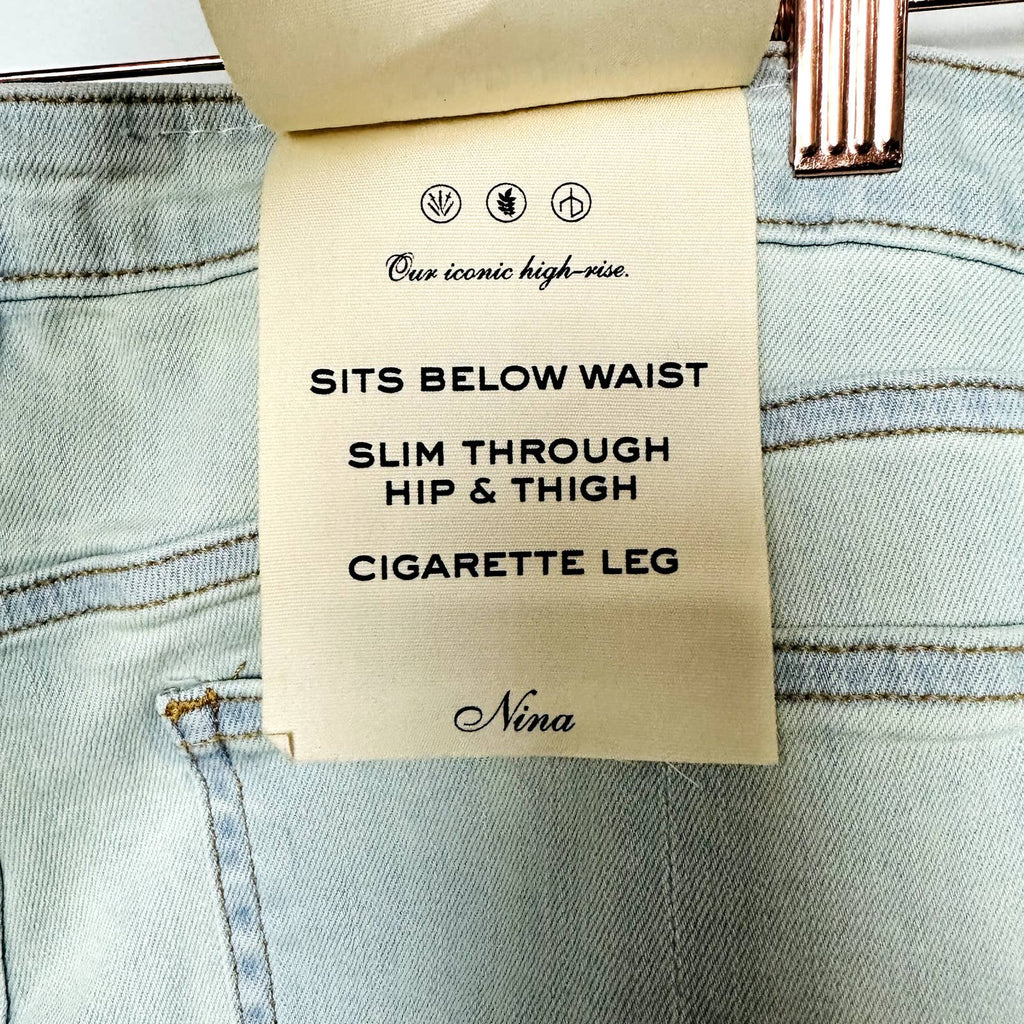 Our iconic high-rise.
SITS BELOW WAIST
SLIM THROUGH
HIP & THIGH
CIGARETTE LEG
Nina